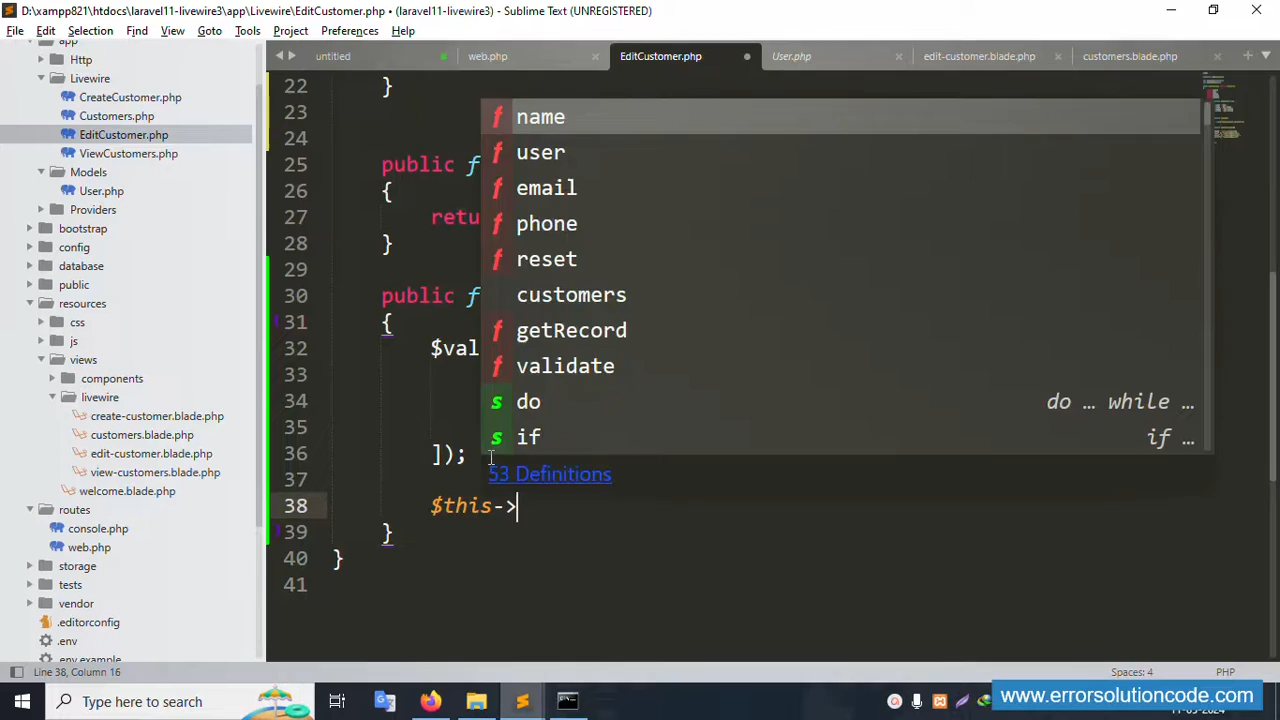 D:\xampp821\htdocs\laravel11-livewire3\app\Livewire\EditCustomer.php • (laravel11-livewire3) - Sublime Text (UNREGISTERED)
File Edit Selection Find View Goto Tools Project Preferences Help
app
Http
Livewire
CreateCustomer.php
Customers.php
EditCustomer.php
ViewCustomers.php
Models
User.php
Providers
bootstrap
config
database
public
resources
css
js
views
components
livewire
create-customer.blade.php
customers.blade.php
edit-customer.blade.php
view-customers.blade.php
welcome.blade.php
routes
console.php
web.php
storage
tests
vendor
.editorconfig
.env
.env.example
untitled web.php EditCustomer.php User.php edit-customer.blade.php customers.blade.php
22 }
23
24
25 public f
26 {
27 retu
28 }
29
30 public f
31 {
32 $val
33
34
35
36 ]);
37
38 $this->
39 }
40 }
41
f name
f user
f email
f phone
f reset
customers
f getRecord
f validate
s do do … while …
s if if …
53 Definitions
Line 38, Column 16 Spaces: 4 PHP
Type here to search
www.errorsolutioncode.com